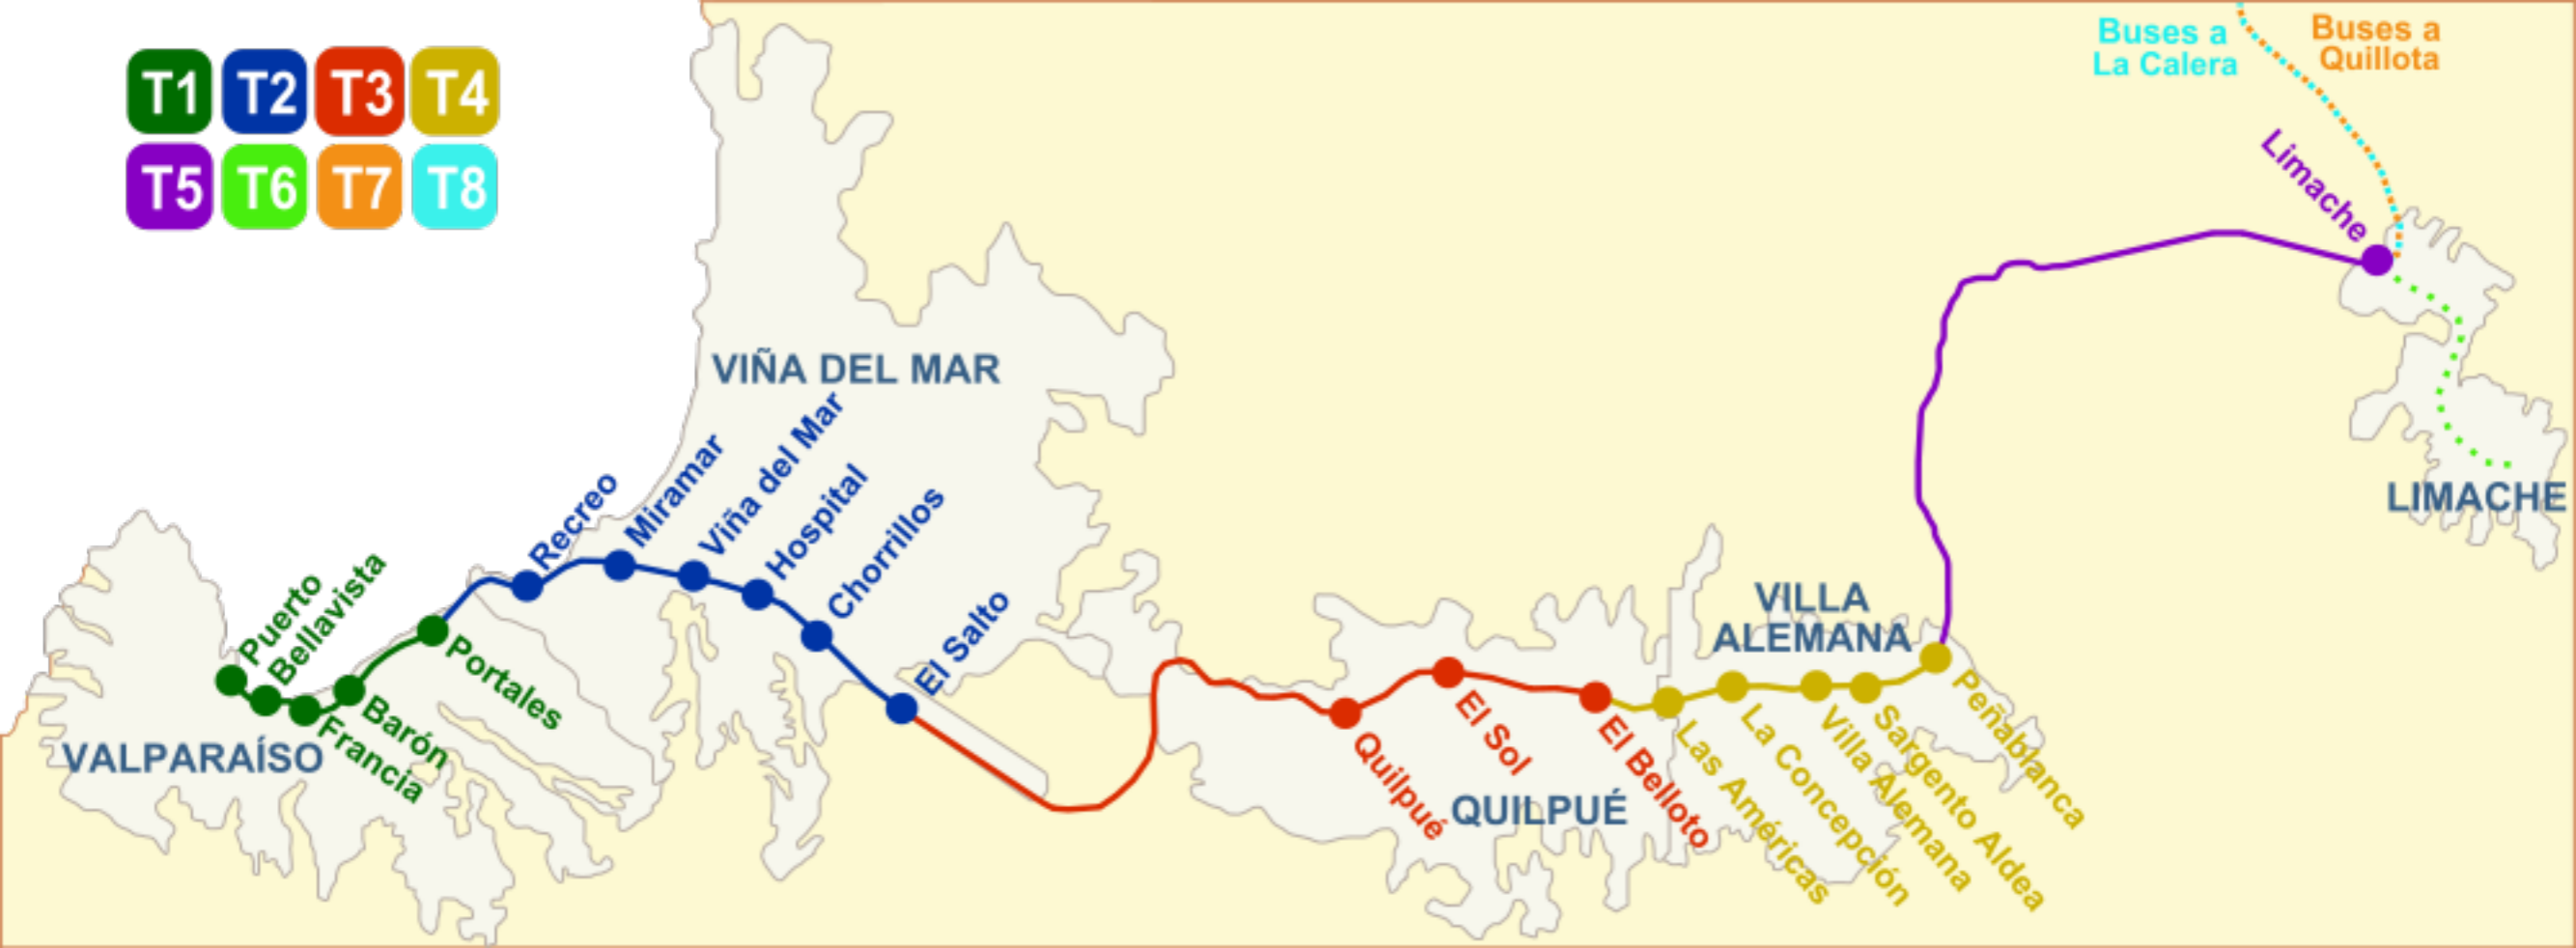 T1 T2 T3 T4
T5 T6 T7 T8
Buses a
La Calera
Buses a
Quillota
Limache
VIÑA DEL MAR
LIMACHE
Puerto
Bellavista
Francia
Barón
Portales
VALPARAÍSO
Recreo
Miramar
Viña del Mar
Hospital
Chorrillos
El Salto
Quilpué
El Sol
El Belloto
QUILPUÉ
VILLA
ALEMANA
Las Américas
La Concepción
Villa Alemana
Sargento Aldea
Peñablanca